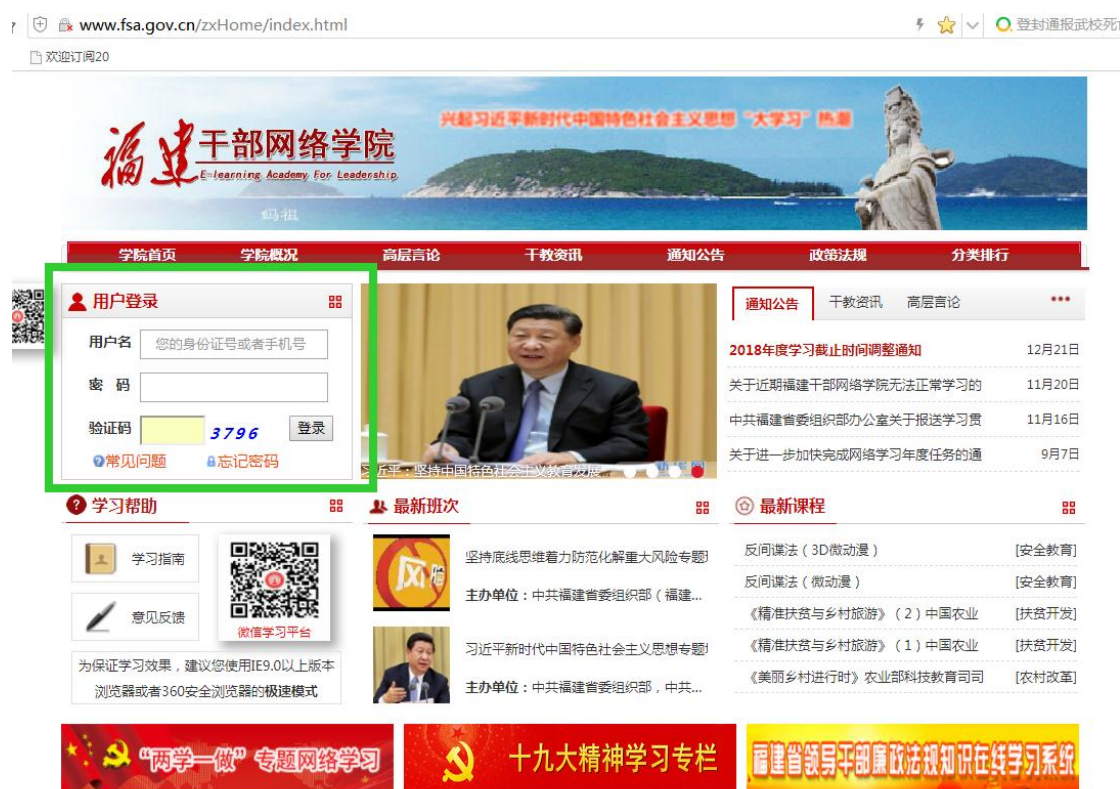 www.fsa.gov.cn/zxHome/index.html
登封通报武校死
欢迎订阅20
兴起习近平新时代中国特色社会主义思想“大学习”热潮
福建干部网络学院
E-learning Academy For Leadership
妈祖
学院首页 学院概况 高层言论 干教资讯 通知公告 政策法规 分类排行
用户登录
用户名 您的身份证号或者手机号
密 码
验证码 3796 登录
常见问题 忘记密码
习近平：坚持中国特色社会主义教育发展...
通知公告 干教资讯 高层言论
2018年度学习截止时间调整通知 12月21日
关于近期福建干部网络学院无法正常学习的 11月20日
中共福建省委组织部办公室关于报送学习贯 11月16日
关于进一步加快完成网络学习年度任务的通 9月7日
学习帮助
学习指南
意见反馈
微信学习平台
为保证学习效果，建议您使用IE9.0以上版本
浏览器或者360安全浏览器的极速模式
最新班次
坚持底线思维着力防范化解重大风险专题
主办单位：中共福建省委组织部（福建...
习近平新时代中国特色社会主义思想专题
主办单位：中共福建省委组织部，中共...
最新课程
反间谍法（3D微动漫） [安全教育]
反间谍法（微动漫） [安全教育]
《精准扶贫与乡村旅游》（2）中国农业 [扶贫开发]
《精准扶贫与乡村旅游》（1）中国农业 [扶贫开发]
《美丽乡村进行时》农业部科技教育司司 [农村改革]
“两学一做”专题网络学习
十九大精神学习专栏
福建省领导干部廉政法规知识在线学习系统